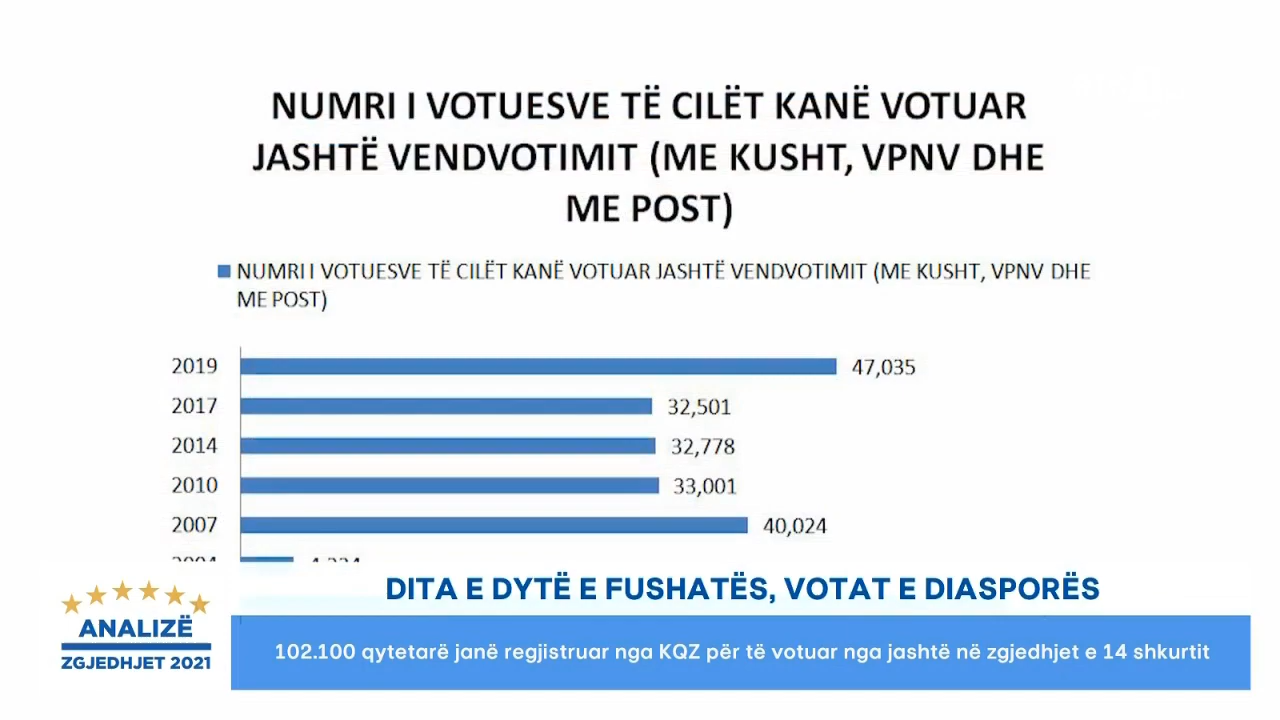 NUMRI I VOTUESVE TË CILËT KANË VOTUAR
JASHTË VENDVOTIMIT (ME KUSHT, VPNV DHE
ME POST)
NUMRI I VOTUESVE TË CILËT KANË VOTUAR JASHTË VENDVOTIMIT (ME KUSHT, VPNV DHE
ME POST)
2019 47,035
2017 32,501
2014 32,778
2010 33,001
2007 40,024
DITA E DYTË E FUSHATËS, VOTAT E DIASPORËS
ANALIZË
ZGJEDHJET 2021
102.100 qytetarë janë regjistruar nga KQZ për të votuar nga jashtë në zgjedhjet e 14 shkurtit